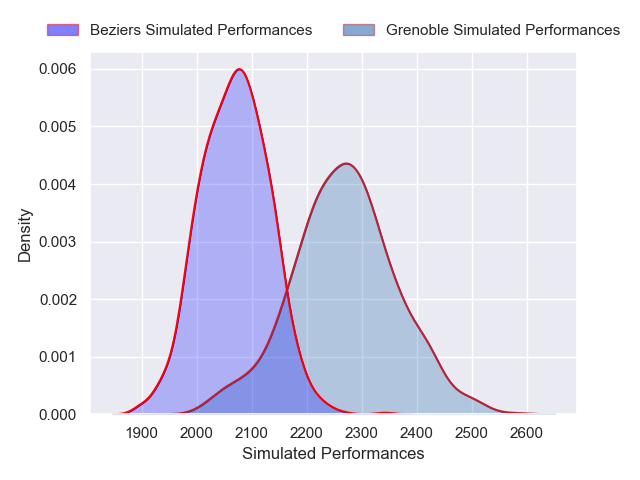 Beziers Simulated Performances
Grenoble Simulated Performances
0.006
0.005
0.004
0.003
0.002
0.001
0.000
Density
1900 2000 2100 2200 2300 2400 2500 2600
Simulated Performances